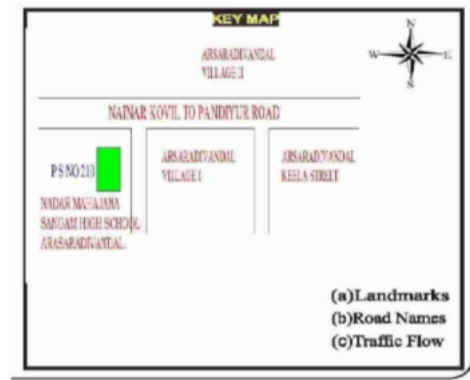 KEY MAP
N
W E
S
ARSARADIVANDAL
VILLAGE II
NAINAR KOVIL TO PANDIYUR ROAD
PS NO 210
ARSARADIVANDAL
VILLAGE I
ARSARADIVANDAL
KEELA STREET
NADAR MAHAJANA
SANGAM HIGH SCHOOL
ARASARADIVANDAL.
(a)Landmarks
(b)Road Names
(c)Traffic Flow